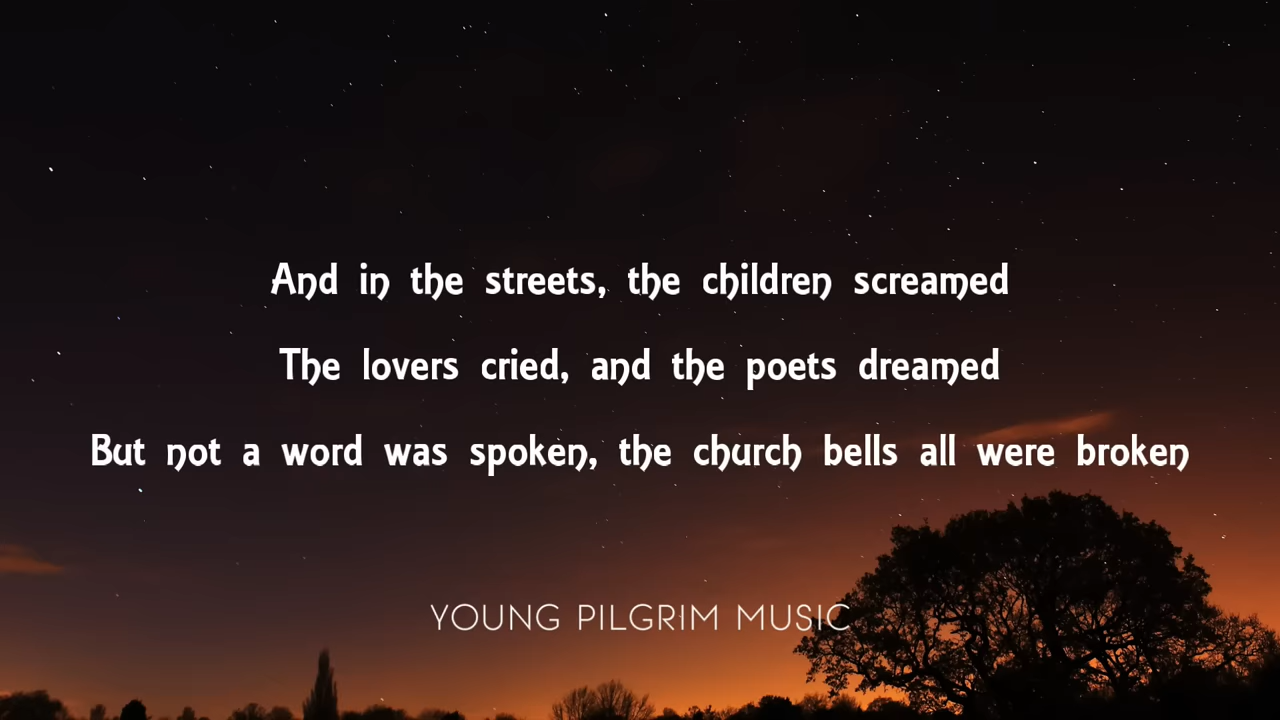 And in the streets, the children screamed
The lovers cried, and the poets dreamed
But not a word was spoken, the church bells all were broken
YOUNG PILGRIM MUSIC